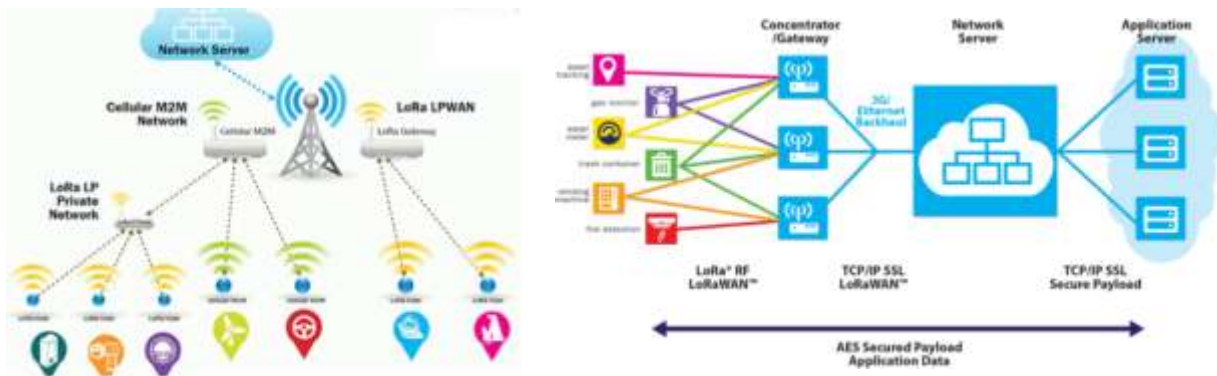 Network Server
Cellular M2M
Network
LoRa LPWAN
Cellular M2M
LoRa Gateway
LoRa LP
Private
Network
Concentrator
/Gateway
Network
Server
Application
Server
asset
tracking
gas monitor
water
meter
trash container
vending
machine
fire detection
3G/
Ethernet
Backhaul
LoRa® RF
LoRaWAN™
TCP/IP SSL
LoRaWAN™
TCP/IP SSL
Secure Payload
AES Secured Payload
Application Data